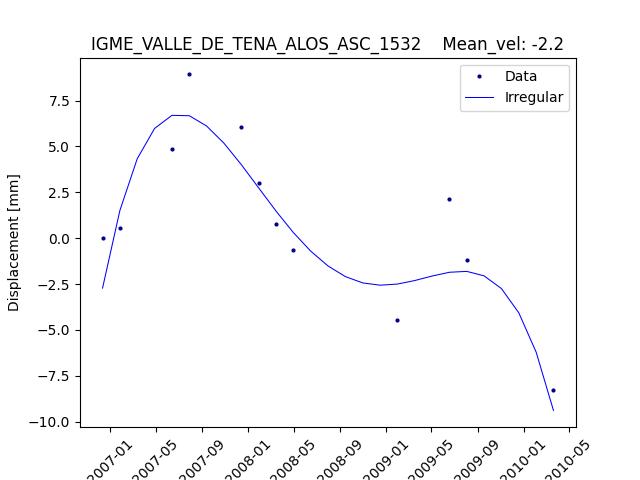 IGME_VALLE_DE_TENA_ALOS_ASC_1532    Mean_vel: -2.2
Data
Irregular
Displacement [mm]
7.5
5.0
2.5
0.0
−2.5
−5.0
−7.5
−10.0
2007-01 2007-05 2007-09 2008-01 2008-05 2008-09 2009-01 2009-05 2009-09 2010-01 2010-05